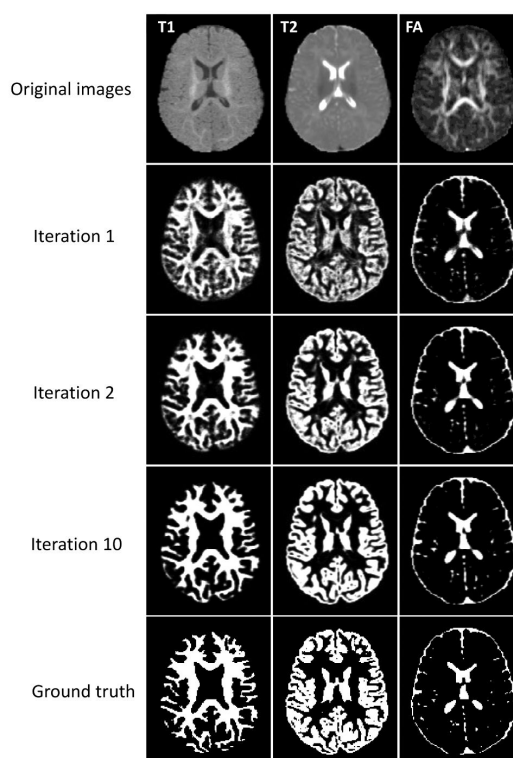 T1 T2 FA
Original images
Iteration 1
Iteration 2
Iteration 10
Ground truth